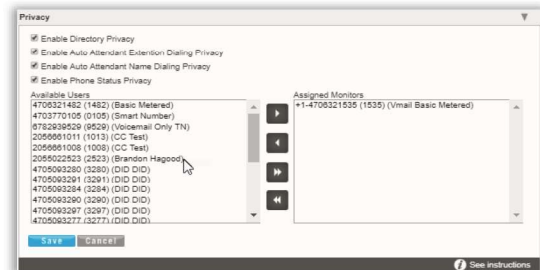 Privacy
Enable Directory Privacy
Enable Auto Attendant Extention Dialing Privacy
Enable Auto Attendant Name Dialing Privacy
Enable Phone Status Privacy
Available Users
4706321482 (1482) (Basic Metered)
4703770105 (0105) (Smart Number)
6782939529 (9529) (Voicemail Only TN)
2056661011 (1013) (CC Test)
2056661008 (1008) (CC Test)
2055022523 (2523) (Brandon Hagood)
4705093280 (3280) (DID DID)
4705093291 (3291) (DID DID)
4705093284 (3284) (DID DID)
4705093290 (3290) (DID DID)
4705093297 (3297) (DID DID)
4705093277 (3277) (DID DID)
Assigned Monitors
+1-4706321535 (1535) (Vmail Basic Metered)
Save Cancel
See instructions